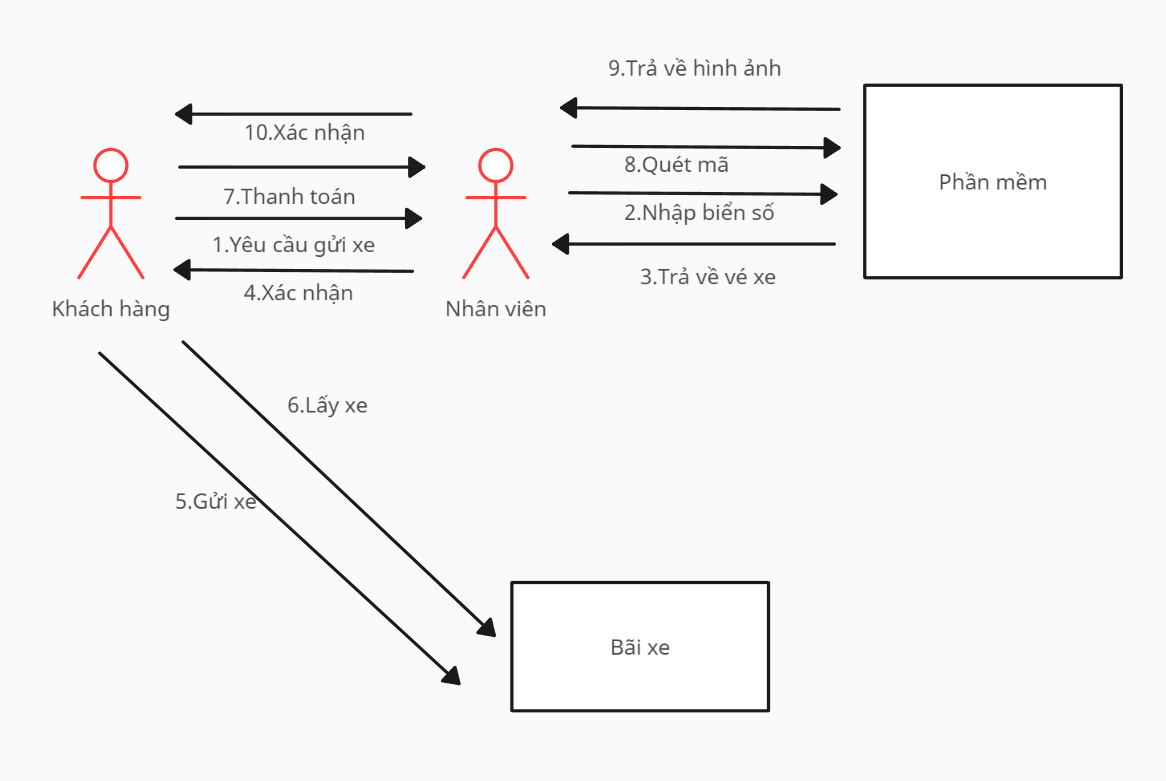 9.Trả về hình ảnh
10.Xác nhận
8.Quét mã
Phần mềm
7.Thanh toán
2.Nhập biển số
1.Yêu cầu gửi xe
3.Trả về vé xe
4.Xác nhận
Khách hàng
Nhân viên
6.Lấy xe
5.Gửi xe
Bãi xe